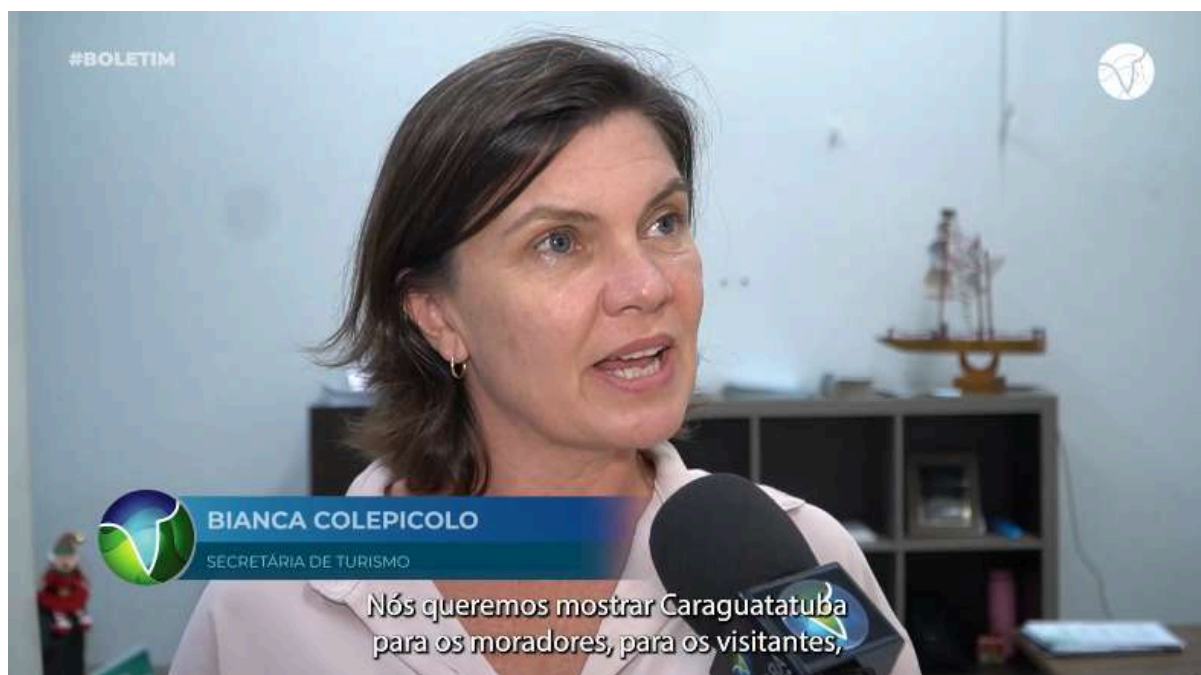 #BOLETIM
BIANCA COLEPICOLO
SECRETÁRIA DE TURISMO
Nós queremos mostrar Caraguatatuba
para os moradores, para os visitantes,